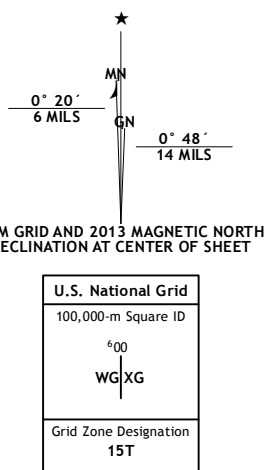 ★
MN
0° 20´
6 MILS
GN
0° 48´
14 MILS
M GRID AND 2013 MAGNETIC NORTH
ECLINATION AT CENTER OF SHEET
U.S. National Grid
100,000-m Square ID
⁶00
WG XG
Grid Zone Designation
15T